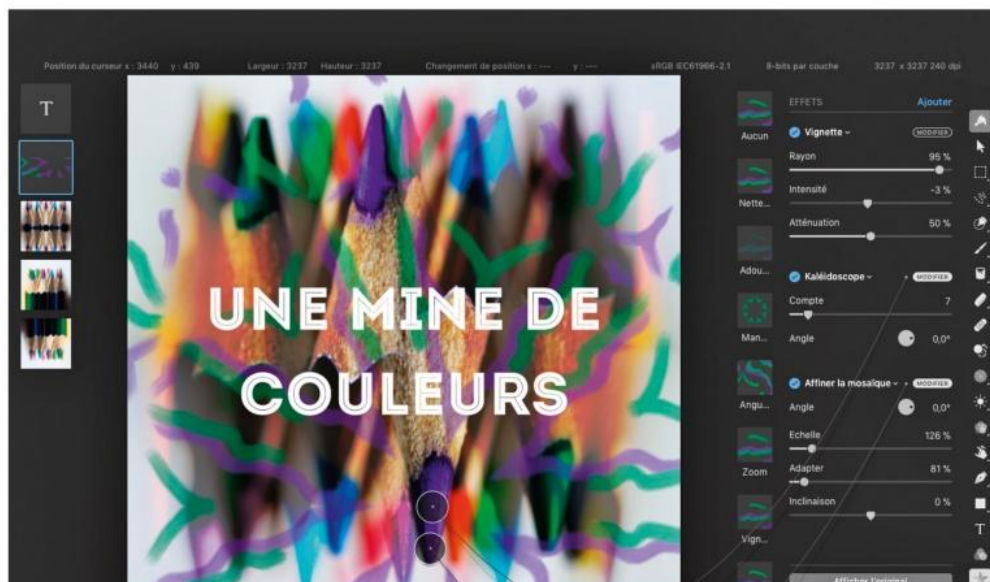 Position du curseur x : 3440 y : 439 Largeur : 3237 Hauteur : 3237 Changement de position x : --- y : --- sRGB IEC61966-2.1 8-bits par couche 3237 x 3237 240 dpi
T
UNE MINE DE
COULEURS
Aucun
Nette...
Adou...
Man...
Angu...
Zoom
Vign...
EFFETS Ajouter
Vignette MODIFIER
Rayon 95 %
Intensité -3 %
Atténuation 50 %
Kaléidoscope MODIFIER
Compte 7
Angle 0,0°
Affiner la mosaïque MODIFIER
Angle 0,0°
Echelle 126 %
Adapter 81 %
Inclinaison 0 %
Afficher l'original
T